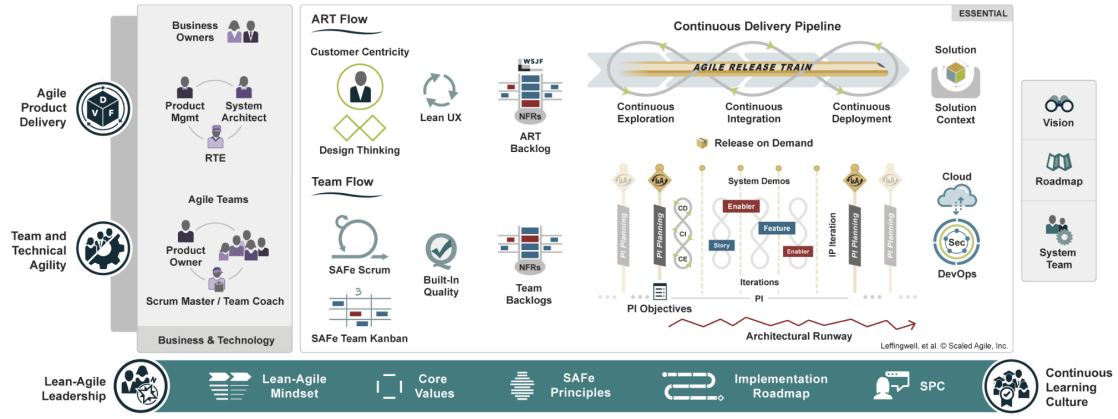 Agile
Product
Delivery
D
V F
Team and
Technical
Agility
Business
Owners
Product
Mgmt
System
Architect
RTE
Agile Teams
Product
Owner
Scrum Master / Team Coach
Business & Technology
ESSENTIAL
ART Flow
Customer Centricity
Design Thinking
Lean UX
WSJF
NFRs
ART
Backlog
Team Flow
SAFe Scrum
3
SAFe Team Kanban
Built-In
Quality
NFRs
Team
Backlogs
Continuous Delivery Pipeline
AGILE RELEASE TRAIN
Continuous
Exploration
Continuous
Integration
Continuous
Deployment
Release on Demand
Solution
Solution
Context
I&A
I&A
I&A
I&A
PI Planning
PI Planning
PI Planning
PI Planning
CD
CI
CE
System Demos
Enabler
Story
Feature
Enabler
IP Iteration
Iterations
PI
PI Objectives
Architectural Runway
Cloud
Sec
DevOps
Leffingwell, et al. © Scaled Agile, Inc.
Vision
Roadmap
System
Team
Lean-Agile
Leadership
Lean-Agile
Mindset
Core
Values
SAFe
Principles
Implementation
Roadmap
SPC
Continuous
Learning
Culture